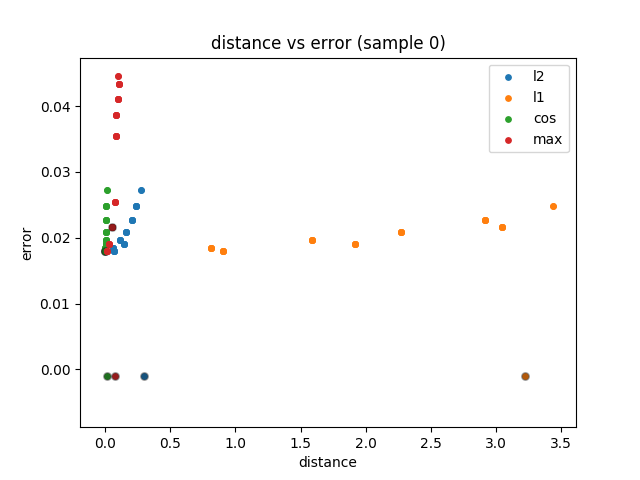 distance vs error (sample 0)
l2
l1
cos
max
0.04
0.03
0.02
0.01
0.00
error
0.0 0.5 1.0 1.5 2.0 2.5 3.0 3.5
distance